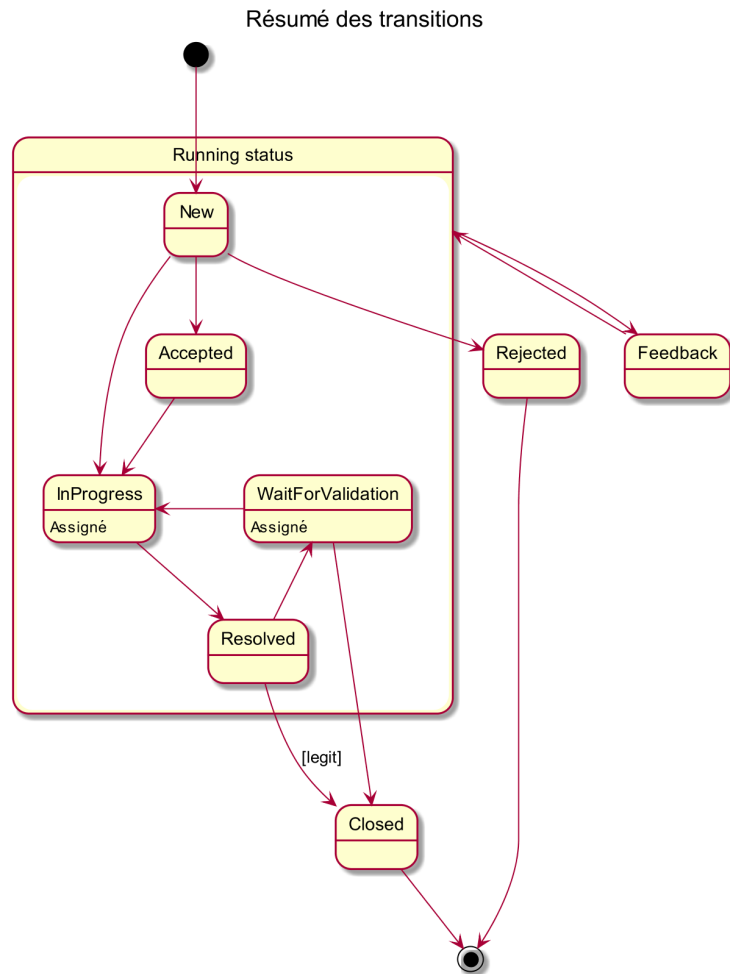 Résumé des transitions
Running status
New
Accepted
Rejected
Feedback
InProgress
Assigné
WaitForValidation
Assigné
Resolved
[legit]
Closed